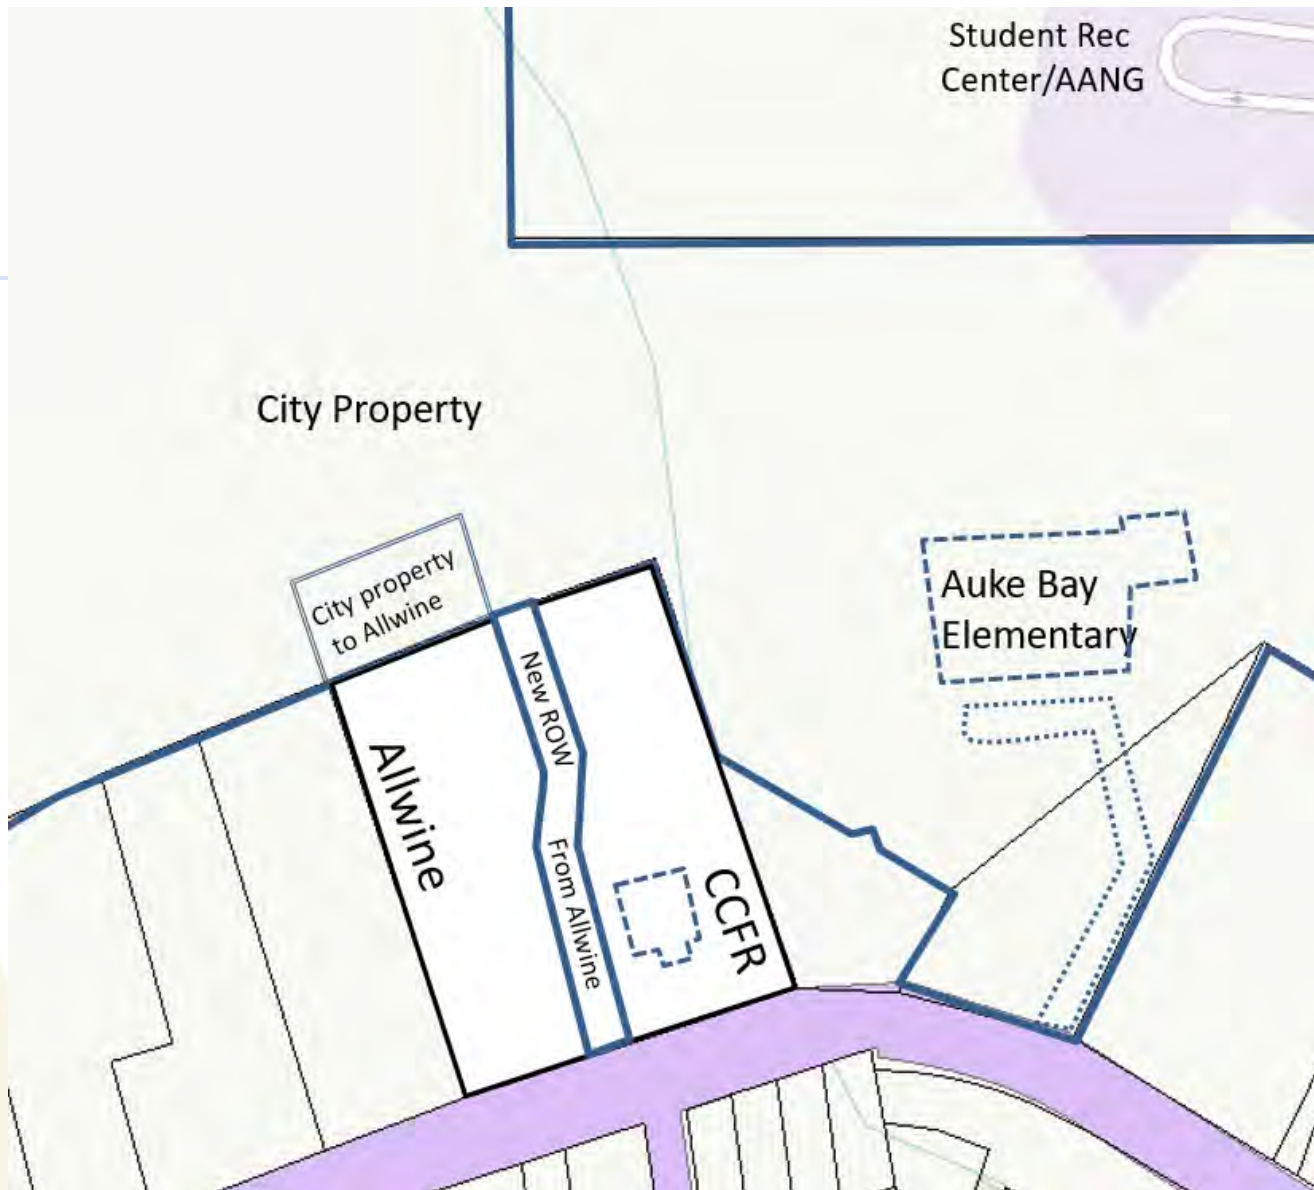 Student Rec
Center/AANG
City Property
City property
to Allwine
Auke Bay
Elementary
New ROW
From Allwine
Allwine
CCFR